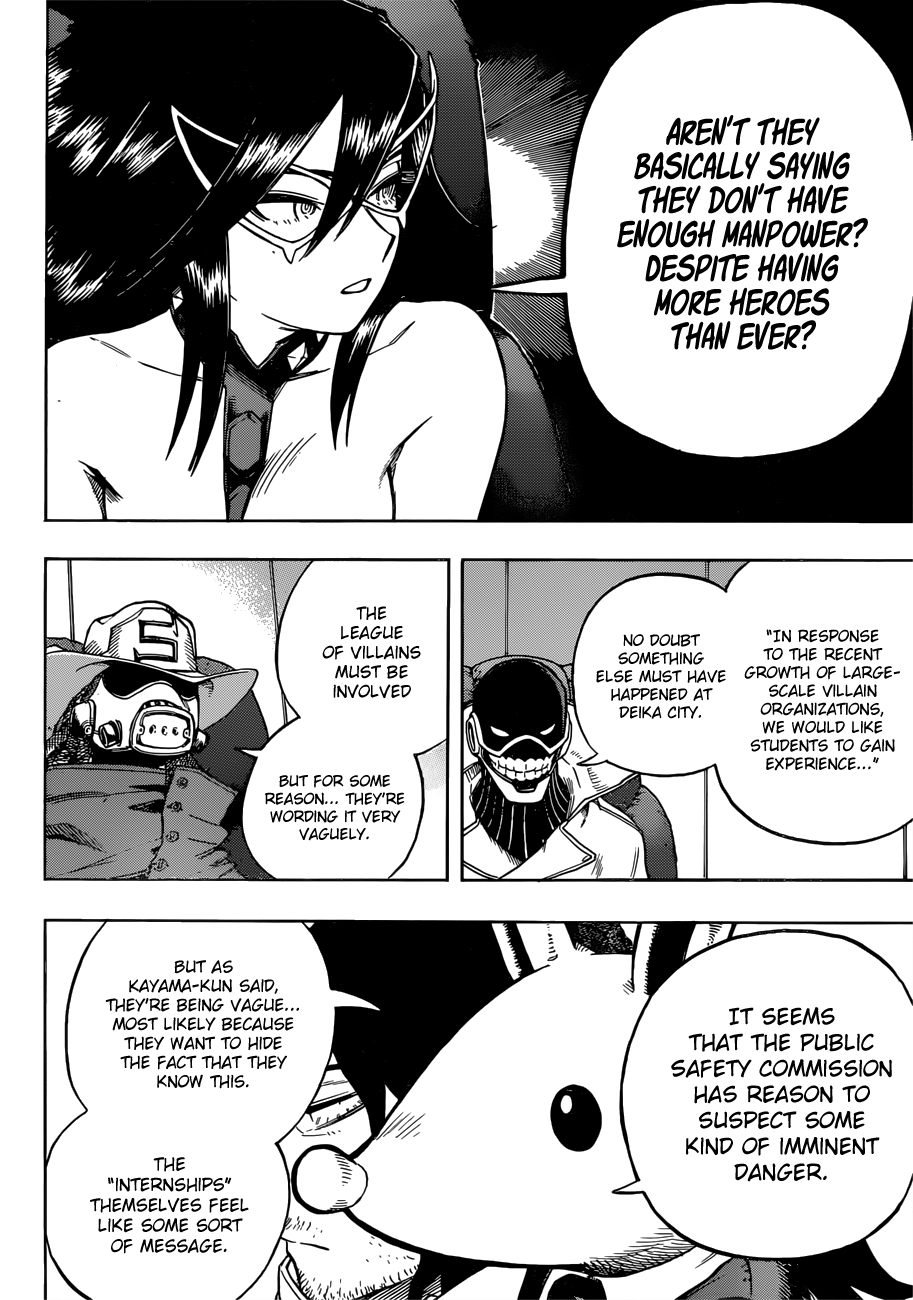 AREN'T THEY
BASICALLY SAYING
THEY DON'T HAVE
ENOUGH MANPOWER?
DESPITE HAVING
MORE HEROES
THAN EVER?
"IN RESPONSE
TO THE RECENT
GROWTH OF LARGE-
SCALE VILLAIN
ORGANIZATIONS,
WE WOULD LIKE
STUDENTS TO GAIN
EXPERIENCE..."
NO DOUBT
SOMETHING
ELSE MUST HAVE
HAPPENED AT
DEIKA CITY.
THE
LEAGUE
OF VILLAINS
MUST BE
INVOLVED
BUT FOR SOME
REASON... THEY'RE
WORDING IT VERY
VAGUELY.
S
IT SEEMS
THAT THE PUBLIC
SAFETY COMMISSION
HAS REASON TO
SUSPECT SOME
KIND OF IMMINENT
DANGER.
BUT AS
KAYAMA-KUN SAID,
THEY'RE BEING VAGUE...
MOST LIKELY BECAUSE
THEY WANT TO HIDE
THE FACT THAT THEY
KNOW THIS.
THE
"INTERNSHIPS"
THEMSELVES FEEL
LIKE SOME SORT
OF MESSAGE.